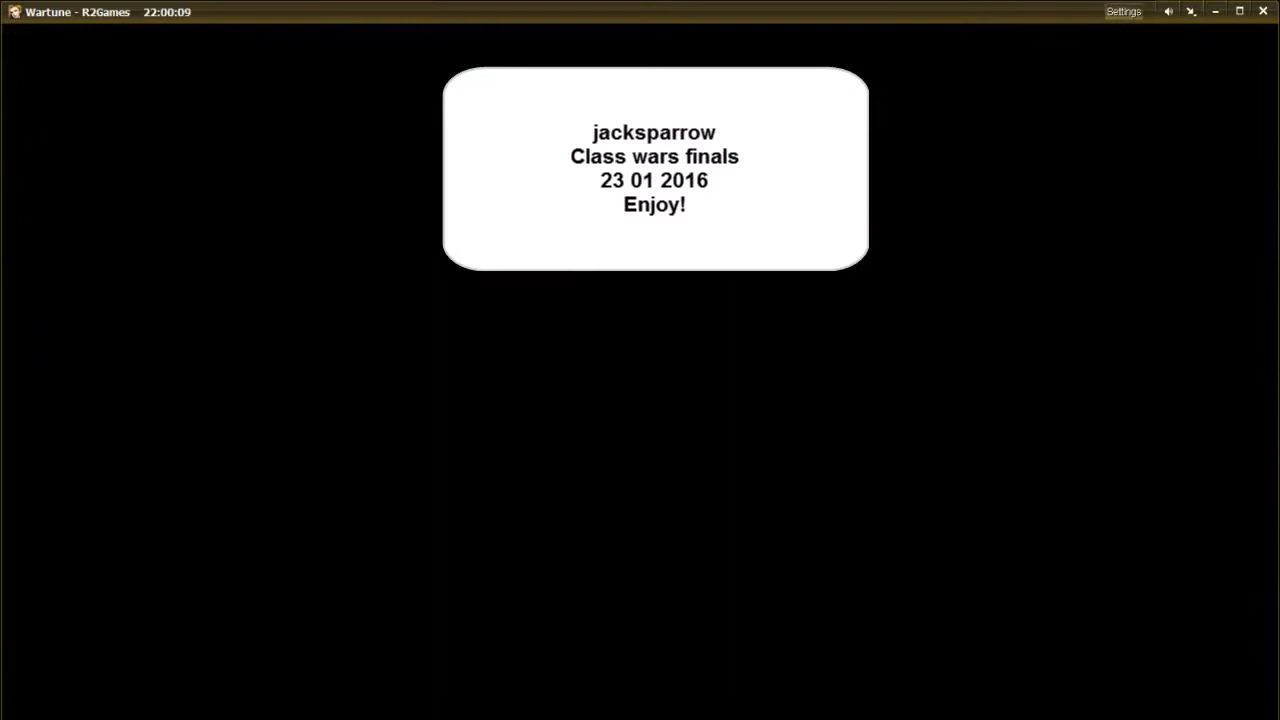 Wartune - R2Games 22:00:09 Settings
jacksparrow
Class wars finals
23 01 2016
Enjoy!